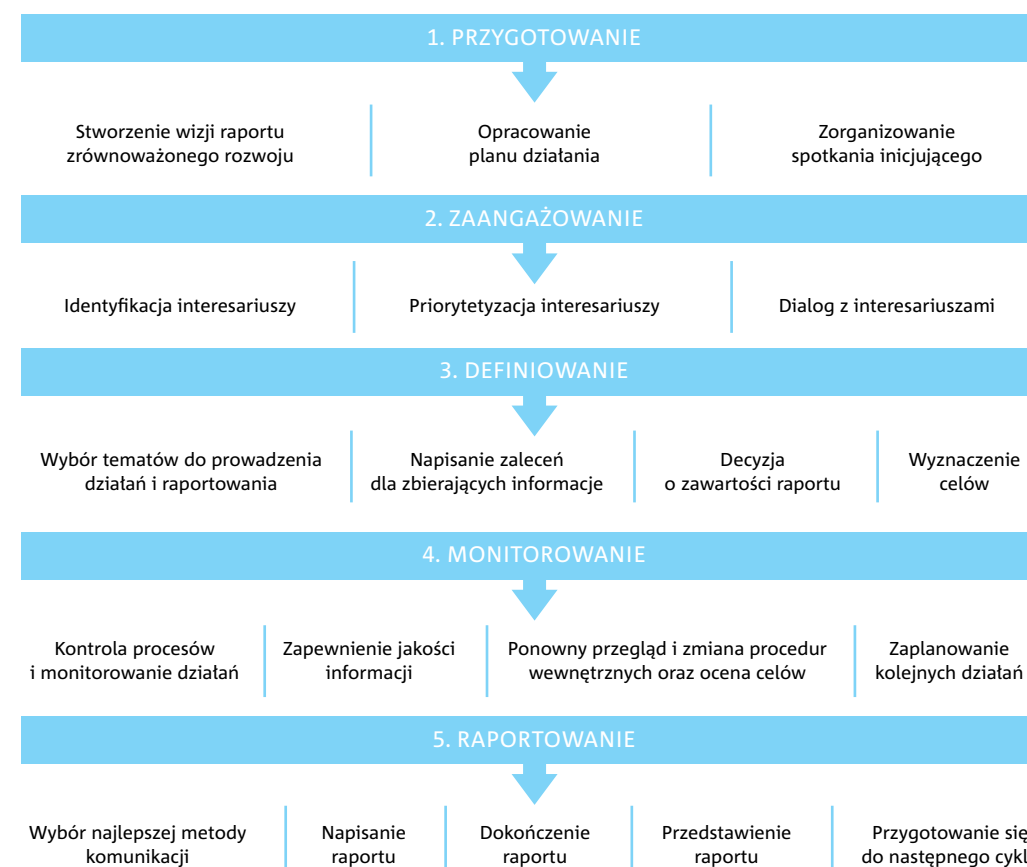 1. PRZYGOTOWANIE
Stworzenie wizji raportu
zrównoważonego rozwoju
Opracowanie
planu działania
Zorganizowanie
spotkania inicjującego
2. ZAANGAŻOWANIE
Identyfikacja interesariuszy
Priorytetyzacja interesariuszy
Dialog z interesariuszami
3. DEFINIOWANIE
Wybór tematów do prowadzenia
działań i raportowania
Napisanie zaleceń
dla zbierających informacje
Decyzja
o zawartości raportu
Wyznaczenie
celów
4. MONITOROWANIE
Kontrola procesów
i monitorowanie działań
Zapewnienie jakości
informacji
Ponowny przegląd i zmiana procedur
wewnętrznych oraz ocena celów
Zaplanowanie
kolejnych działań
5. RAPORTOWANIE
Wybór najlepszej metody
komunikacji
Napisanie
raportu
Dokończenie
raportu
Przedstawienie
raportu
Przygotowanie się
do następnego cykl